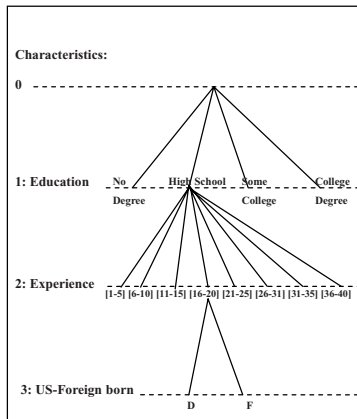 Characteristics:
0
No High School Some College
1: Education
Degree College Degree
2: Experience
[1-5] [6-10] [11-15] [16-20] [21-25] [26-31] [31-35] [36-40]
3: US-Foreign born
D F